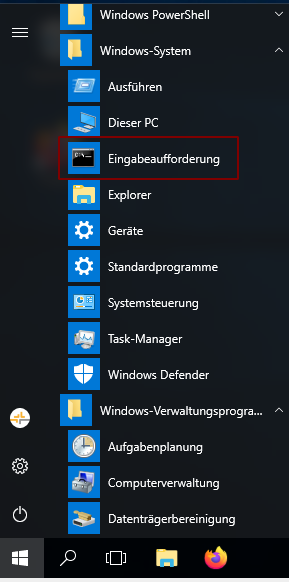 Windows PowerShell
Windows-System
Ausführen
Dieser PC
Eingabeaufforderung
Explorer
Geräte
Standardprogramme
Systemsteuerung
Task-Manager
Windows Defender
Windows-Verwaltungsprogra...
Aufgabenplanung
Computerverwaltung
Datenträgerbereinigung